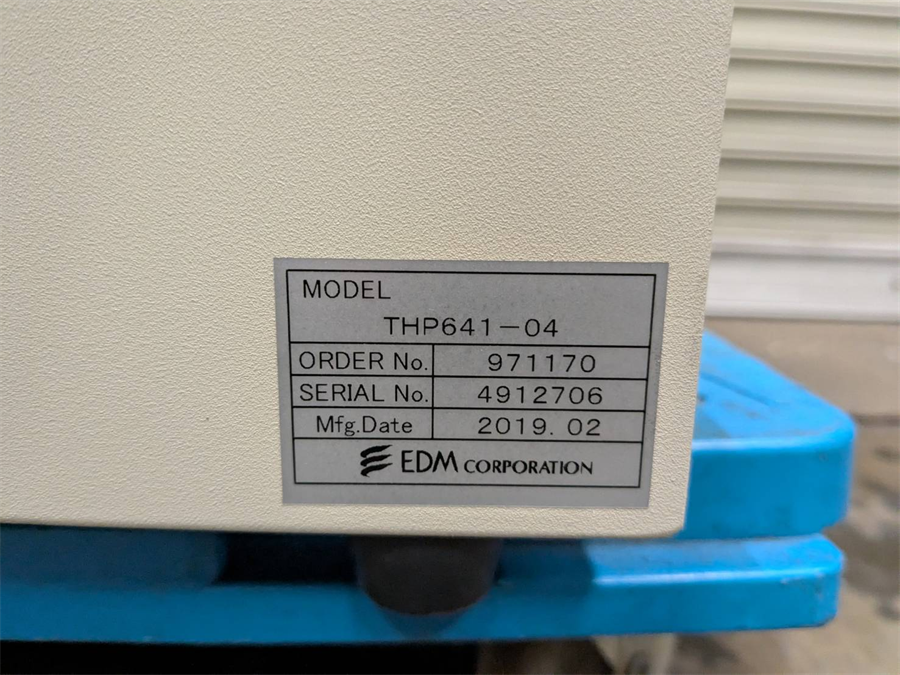 MODEL
THP641-04
ORDER No. 971170
SERIAL No. 4912706
Mfg.Date 2019. 02
EDM CORPORATION